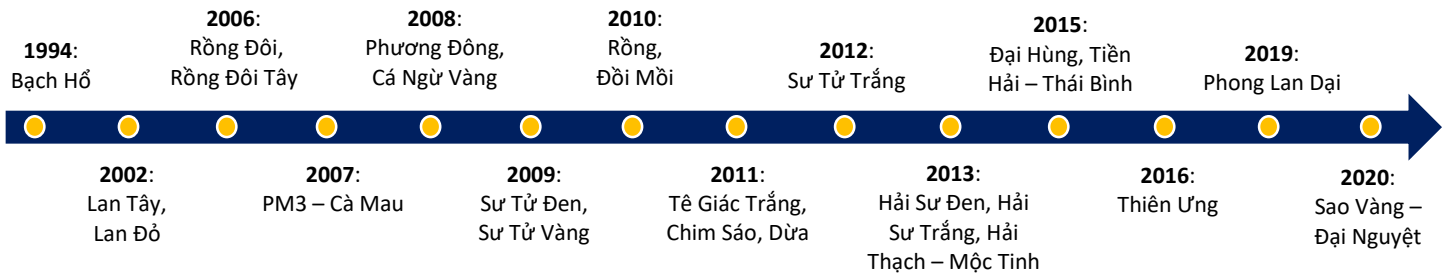 1994:
Bạch Hổ
2006:
Rồng Đôi,
Rồng Đôi Tây
2008:
Phương Đông,
Cá Ngừ Vàng
2010:
Rồng,
Đồi Mồi
2012:
Sư Tử Trắng
2015:
Đại Hùng, Tiền
Hải – Thái Bình
2019:
Phong Lan Dại
2002:
Lan Tây,
Lan Đỏ
2007:
PM3 – Cà Mau
2009:
Sư Tử Đen,
Sư Tử Vàng
2011:
Tê Giác Trắng,
Chim Sáo, Dừa
2013:
Hải Sư Đen, Hải
Sư Trắng, Hải
Thạch – Mộc Tinh
2016:
Thiên Ưng
2020:
Sao Vàng –
Đại Nguyệt